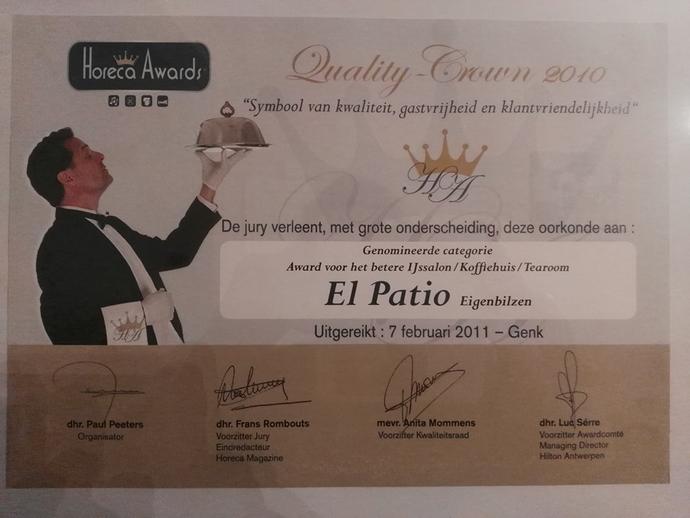 Horeca Awards
Quality-Crown 2010
"Symbool van kwaliteit, gastvrijheid en klantvriendelijkheid"
HA
De jury verleent, met grote onderscheiding, deze oorkonde aan :
Genomineerde categorie
Award voor het betere IJssalon / Koffiehuis / Tearoom
El Patio Eigenbilzen
Uitgereikt : 7 februari 2011 – Genk
HA
dhr. Paul Peeters
Organisator
dhr. Frans Rombouts
Voorzitter Jury
Eindredacteur
Horeca Magazine
mevr. Anita Mommens
Voorzitter Kwaliteitsraad
dhr. Luc Sérre
Voorzitter Awardcomté
Managing Director
Hilton Antwerpen